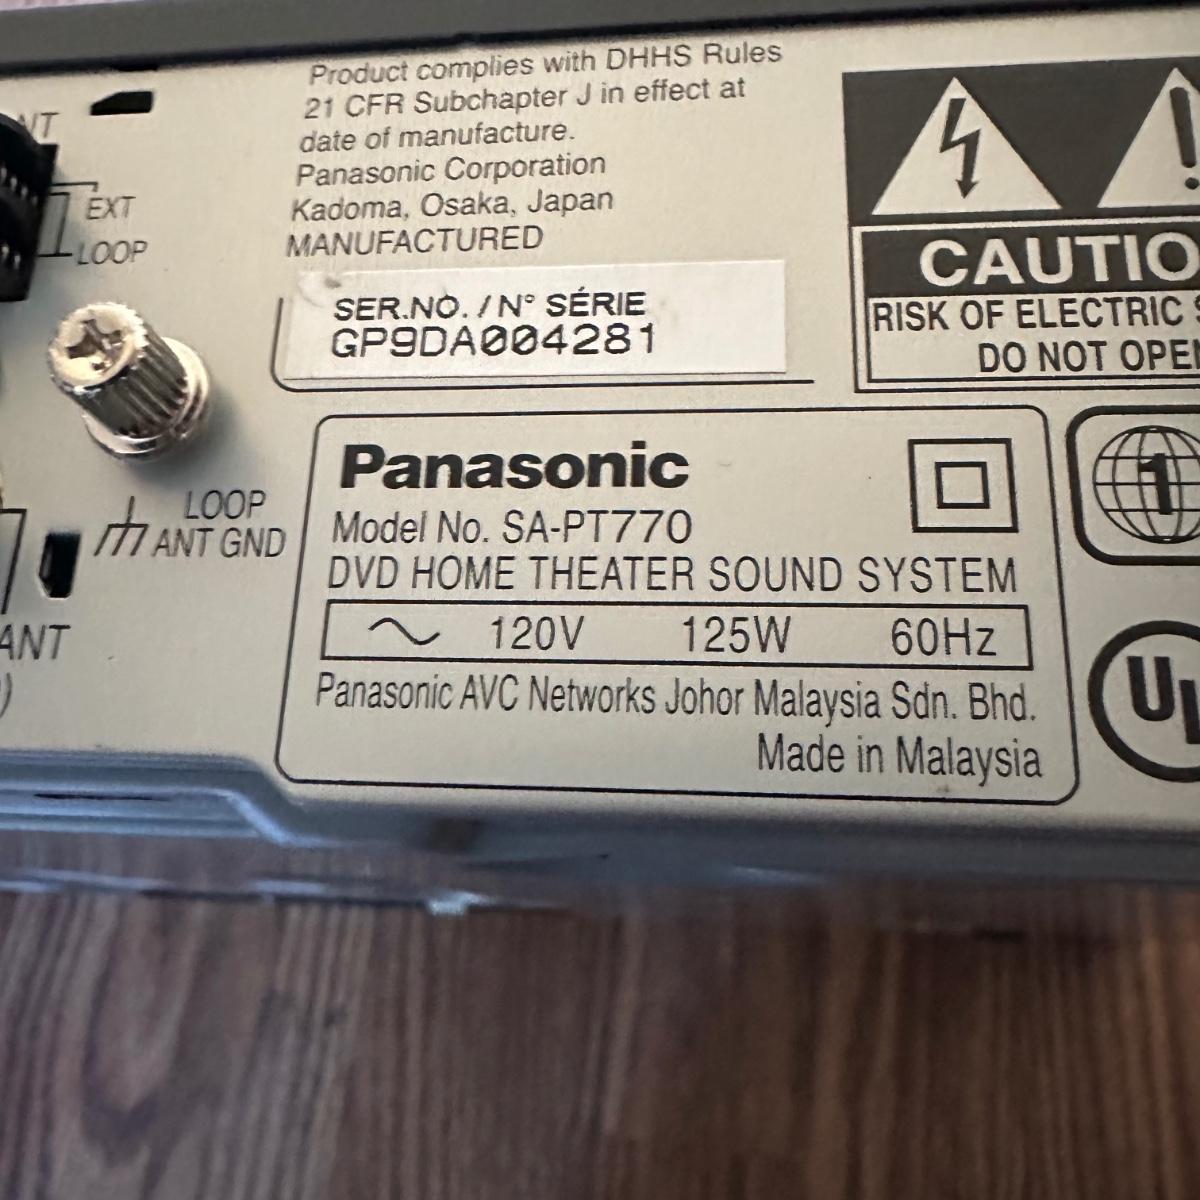 Product complies with DHHS Rules
21 CFR Subchapter J in effect at
date of manufacture.
Panasonic Corporation
Kadoma, Osaka, Japan
MANUFACTURED
SER.NO. / N° SÉRIE
GP9DA004281
EXT
LOOP
LOOP
ANT GND
ANT
CAUTIO
RISK OF ELECTRIC S
DO NOT OPEN
Panasonic
Model No. SA-PT770
DVD HOME THEATER SOUND SYSTEM
120V 125W 60Hz
Panasonic AVC Networks Johor Malaysia Sdn. Bhd.
Made in Malaysia
1
UL